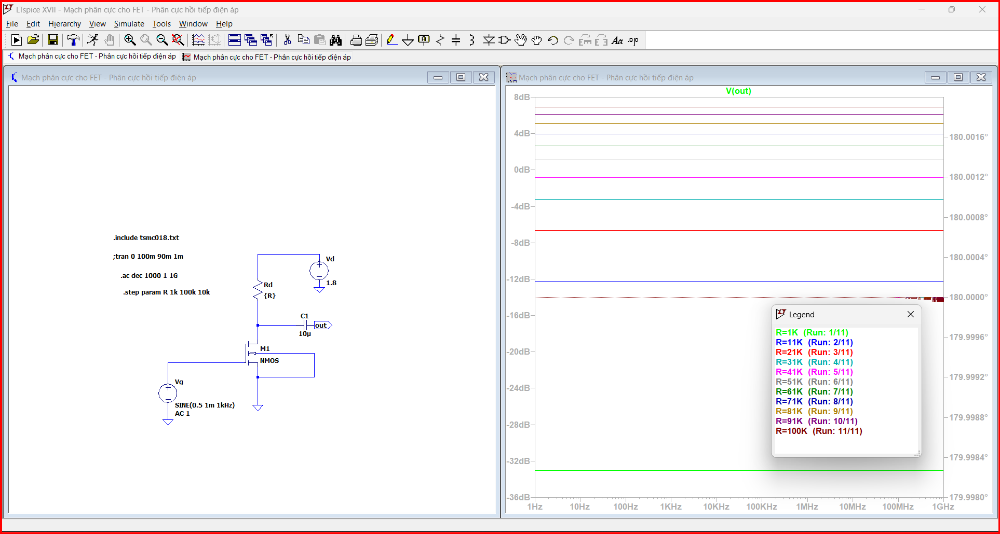 LTspice XVII - Mạch phân cực cho FET - Phân cực hồi tiếp điện áp
File Edit Hierarchy View Simulate Tools Window Help
Mạch phân cực cho FET - Phân cực hồi tiếp điện áp Mạch phân cực cho FET - Phân cực hồi tiếp điện áp
Mạch phân cực cho FET - Phân cực hồi tiếp điện áp
.include tsmc018.txt
;tran 0 100m 90m 1m
.ac dec 1000 1 1G
.step param R 1k 100k 10k
Vd
1.8
Rd
{R}
C1
out
10µ
M1
NMOS
Vg
SINE(0.5 1m 1kHz)
AC 1
Mạch phân cực cho FET - Phân cực hồi tiếp điện áp
V(out)
8dB
4dB
0dB
-4dB
-8dB
-12dB
-16dB
-20dB
-24dB
-28dB
-32dB
-36dB
180.0016°
180.0012°
180.0008°
180.0004°
180.0000°
179.9996°
179.9992°
179.9988°
179.9984°
179.9980°
1Hz 10Hz 100Hz 1KHz 10KHz 100KHz 1MHz 10MHz 100MHz 1GHz
Legend
R=1K (Run: 1/11)
R=11K (Run: 2/11)
R=21K (Run: 3/11)
R=31K (Run: 4/11)
R=41K (Run: 5/11)
R=51K (Run: 6/11)
R=61K (Run: 7/11)
R=71K (Run: 8/11)
R=81K (Run: 9/11)
R=91K (Run: 10/11)
R=100K (Run: 11/11)